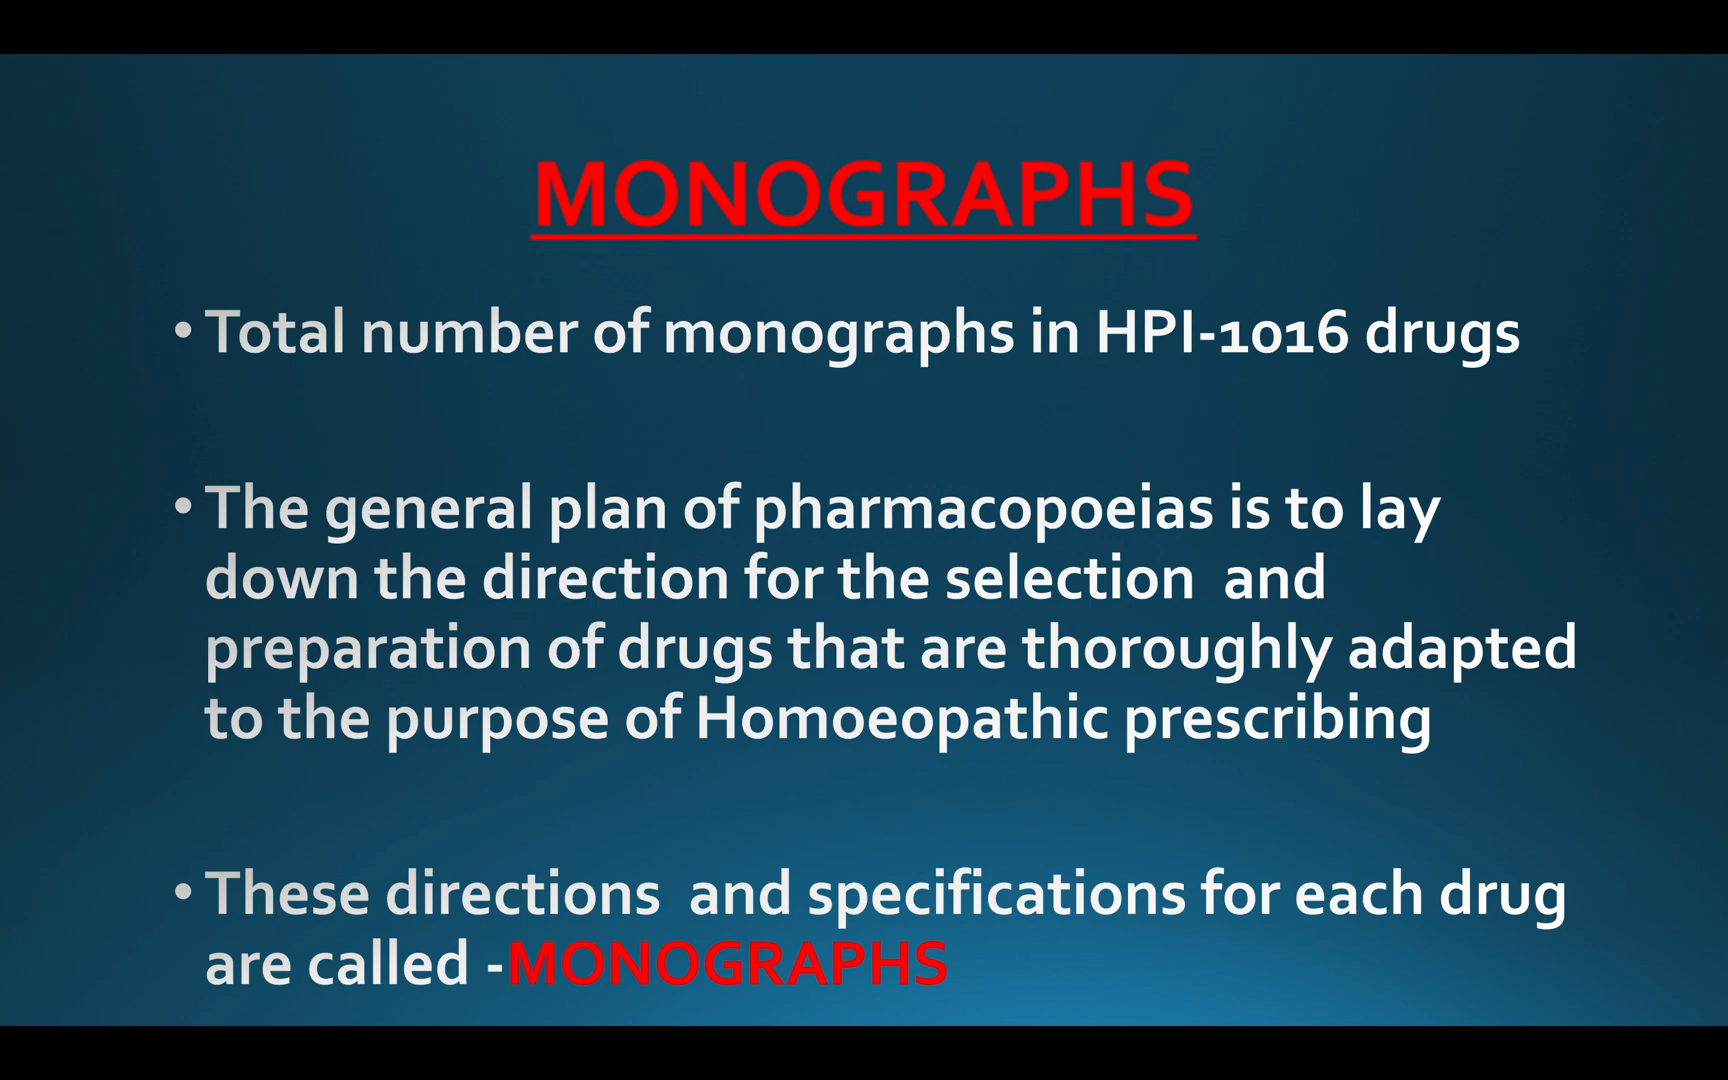 MONOGRAPHS
• Total number of monographs in HPI-1016 drugs
• The general plan of pharmacopoeias is to lay
down the direction for the selection  and
preparation of drugs that are thoroughly adapted
to the purpose of Homoeopathic prescribing
• These directions  and specifications for each drug
are called -MONOGRAPHS